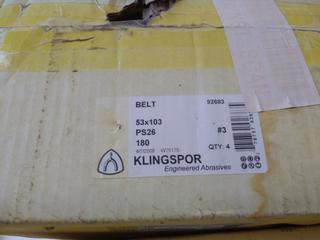 BELT 92683
53x103
PS26 #3
180
QTY: 4
KLINGSPOR
Engineered Abrasives